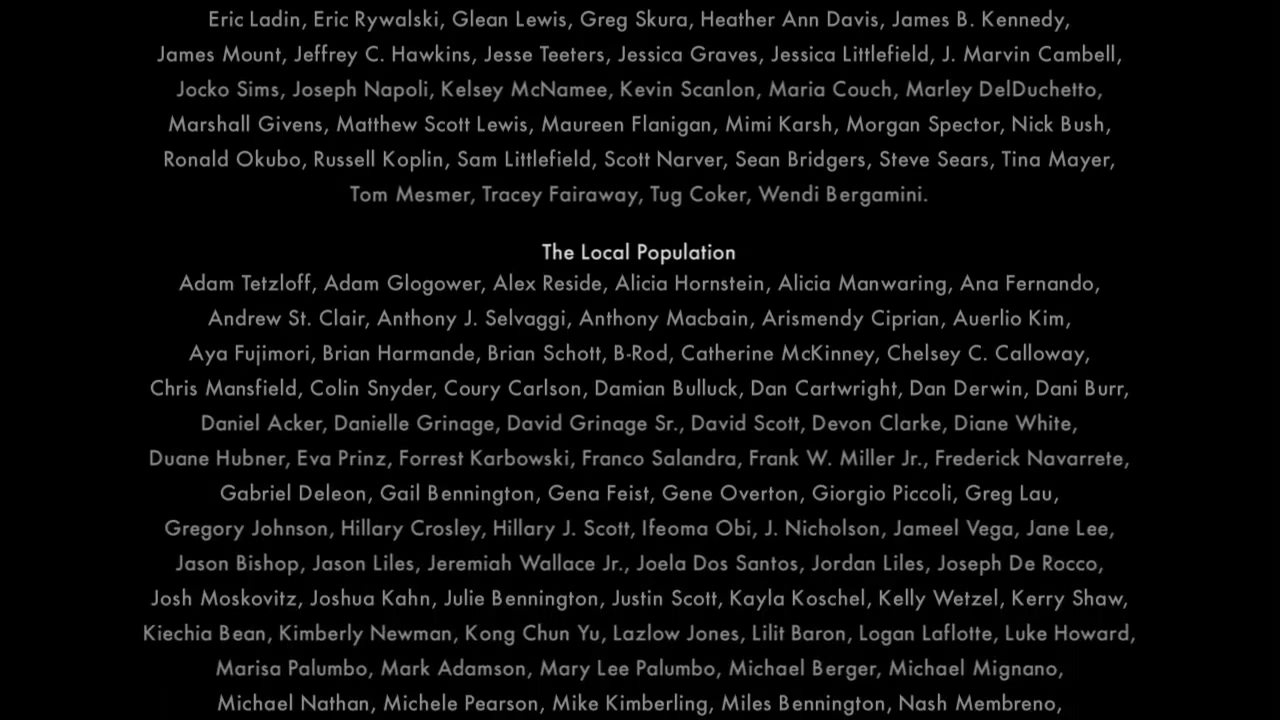 Eric Ladin, Eric Rywalski, Glean Lewis, Greg Skura, Heather Ann Davis, James B. Kennedy,
James Mount, Jeffrey C. Hawkins, Jesse Teeters, Jessica Graves, Jessica Littlefield, J. Marvin Cambell,
Jocko Sims, Joseph Napoli, Kelsey McNamee, Kevin Scanlon, Maria Couch, Marley DelDuchetto,
Marshall Givens, Matthew Scott Lewis, Maureen Flanigan, Mimi Karsh, Morgan Spector, Nick Bush,
Ronald Okubo, Russell Koplin, Sam Littlefield, Scott Narver, Sean Bridgers, Steve Sears, Tina Mayer,
Tom Mesmer, Tracey Fairaway, Tug Coker, Wendi Bergamini.
The Local Population
Adam Tetzloff, Adam Glogower, Alex Reside, Alicia Hornstein, Alicia Manwaring, Ana Fernando,
Andrew St. Clair, Anthony J. Selvaggi, Anthony Macbain, Arismendy Ciprian, Auerlio Kim,
Aya Fujimori, Brian Harmande, Brian Schott, B-Rod, Catherine McKinney, Chelsey C. Calloway,
Chris Mansfield, Colin Snyder, Coury Carlson, Damian Bulluck, Dan Cartwright, Dan Derwin, Dani Burr,
Daniel Acker, Danielle Grinage, David Grinage Sr., David Scott, Devon Clarke, Diane White,
Duane Hubner, Eva Prinz, Forrest Karbowski, Franco Salandra, Frank W. Miller Jr., Frederick Navarrete,
Gabriel Deleon, Gail Bennington, Gena Feist, Gene Overton, Giorgio Piccoli, Greg Lau,
Gregory Johnson, Hillary Crosley, Hillary J. Scott, Ifeoma Obi, J. Nicholson, Jameel Vega, Jane Lee,
Jason Bishop, Jason Liles, Jeremiah Wallace Jr., Joela Dos Santos, Jordan Liles, Joseph De Rocco,
Josh Moskovitz, Joshua Kahn, Julie Bennington, Justin Scott, Kayla Koschel, Kelly Wetzel, Kerry Shaw,
Kiechia Bean, Kimberly Newman, Kong Chun Yu, Lazlow Jones, Lilit Baron, Logan Laflotte, Luke Howard,
Marisa Palumbo, Mark Adamson, Mary Lee Palumbo, Michael Berger, Michael Mignano,
Michael Nathan, Michele Pearson, Mike Kimberling, Miles Bennington, Nash Membreno,